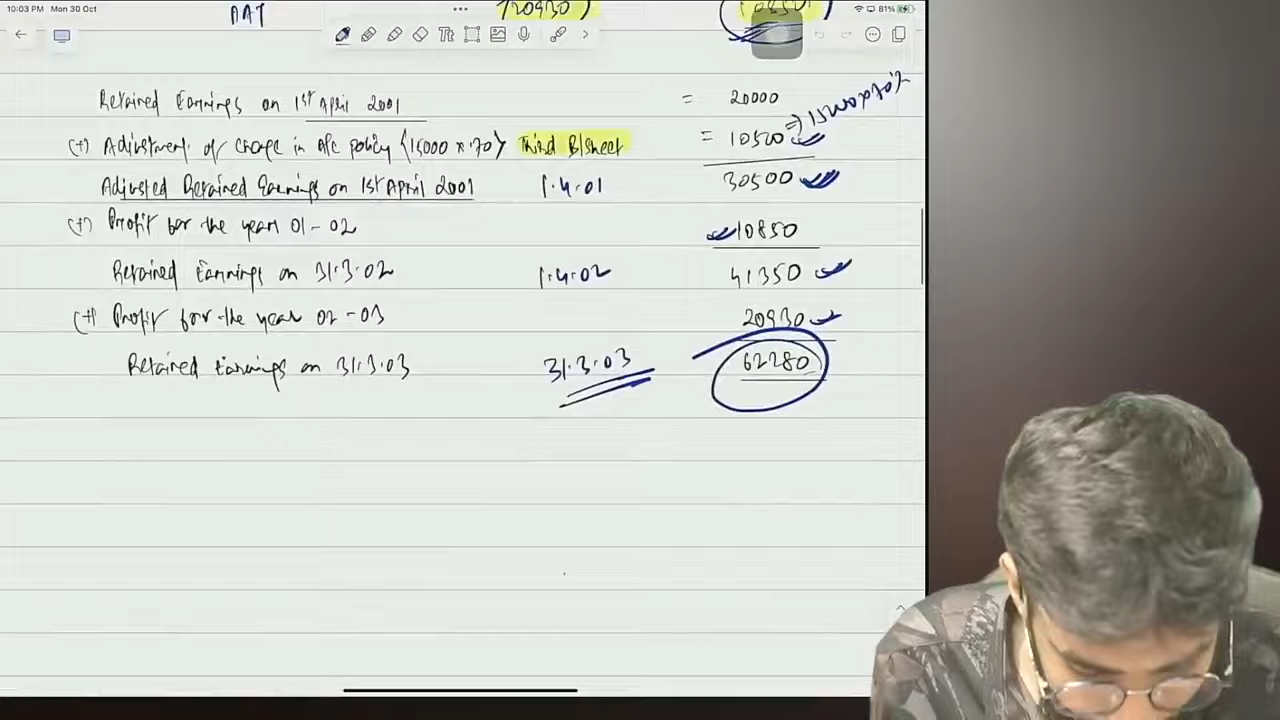 10:03 PM Mon 30 Oct
81%
PAT (20930) (10850)
Retained Earnings on 1st April 2001 = 20000
(+) Adjustment of change in A/c policy {15000 x 70} Third B/Sheet = 10500 => 15000x70%
Adjusted Retained Earnings on 1st April 2001 1.4.01 30500
(+) Profit for the years 01-02 10850
Retained Earnings on 31.3.02 1.4.02 41350
(+) Profit for the year 02-03 20930
Retained Earnings on 31.3.03 31.3.03 62280